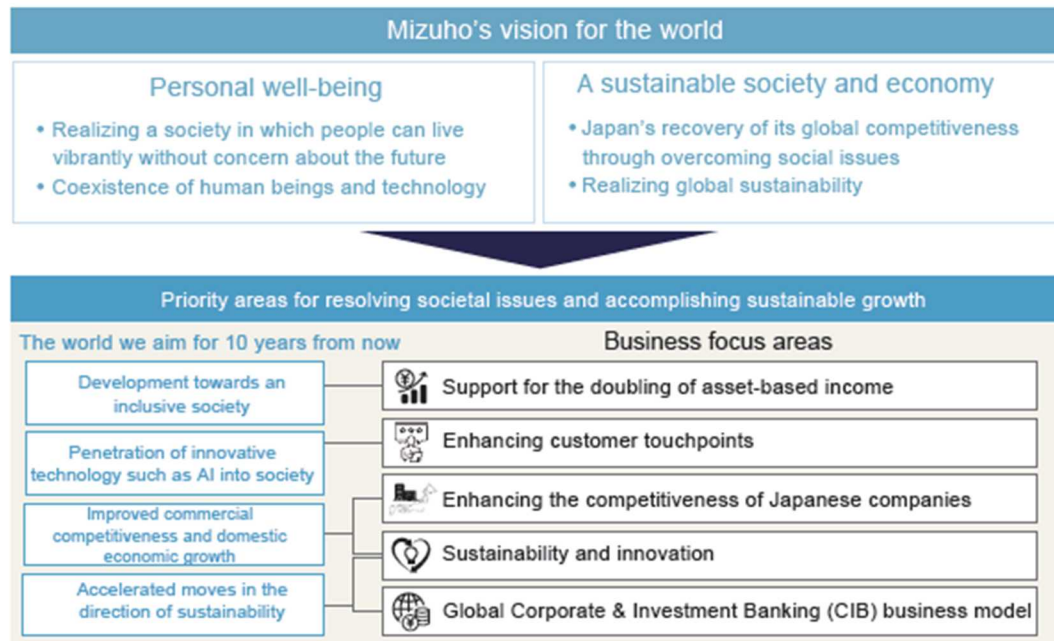 Mizuho's vision for the world
Personal well-being
• Realizing a society in which people can live
vibrantly without concern about the future
• Coexistence of human beings and technology
A sustainable society and economy
• Japan's recovery of its global competitiveness
through overcoming social issues
• Realizing global sustainability
Priority areas for resolving societal issues and accomplishing sustainable growth
The world we aim for 10 years from now
Development towards an
inclusive society
Penetration of innovative
technology such as AI into society
Improved commercial
competitiveness and domestic
economic growth
Accelerated moves in the
direction of sustainability
Business focus areas
Support for the doubling of asset-based income
Enhancing customer touchpoints
Enhancing the competitiveness of Japanese companies
Sustainability and innovation
Global Corporate & Investment Banking (CIB) business model